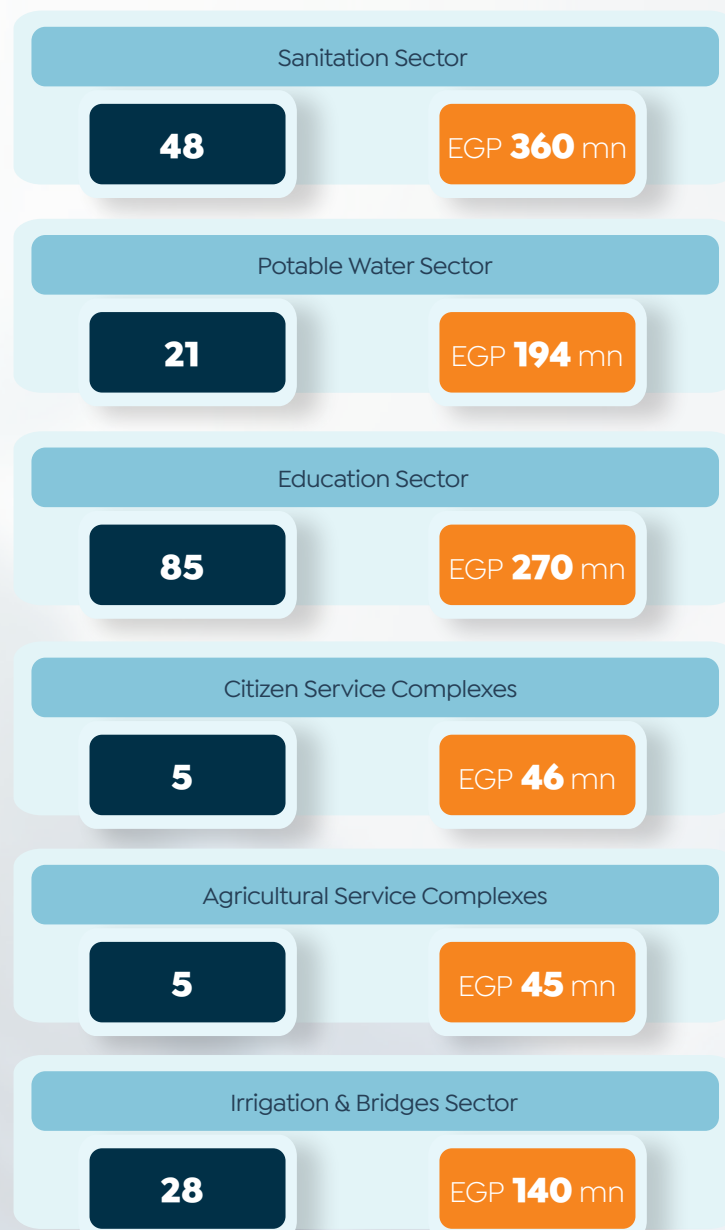 Sanitation Sector
48
EGP 360 mn
Potable Water Sector
21
EGP 194 mn
Education Sector
85
EGP 270 mn
Citizen Service Complexes
5
EGP 46 mn
Agricultural Service Complexes
5
EGP 45 mn
Irrigation & Bridges Sector
28
EGP 140 mn